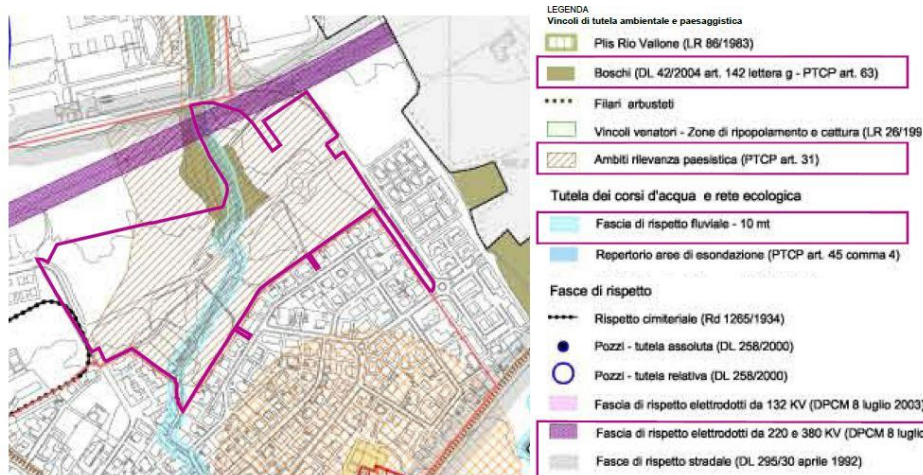 LEGENDA
Vincoli di tutela ambientale e paesaggistica
Plis Rio Vallone (LR 86/1983)
Boschi (DL 42/2004 art. 142 lettera g - PTCP art. 63)
Filari arbusteti
Vincoli venatori - Zone di ripopolamento e cattura (LR 26/199
Ambiti rilevanza paesistica (PTCP art. 31)
Tutela dei corsi d'acqua e rete ecologica
Fascia di rispetto fluviale - 10 mt
Repertorio aree di esondazione (PTCP art. 45 comma 4)
Fasce di rispetto
Rispetto cimiteriale (Rd 1265/1934)
Pozzi - tutela assoluta (DL 258/2000)
Pozzi - tutela relativa (DL 258/2000)
Fascia di rispetto elettrodotti da 132 KV (DPCM 8 luglio 2003)
Fascia di rispetto elettrodotti da 220 e 380 KV (DPCM 8 luglio
Fasce di rispetto stradale (DL 295/30 aprile 1992)